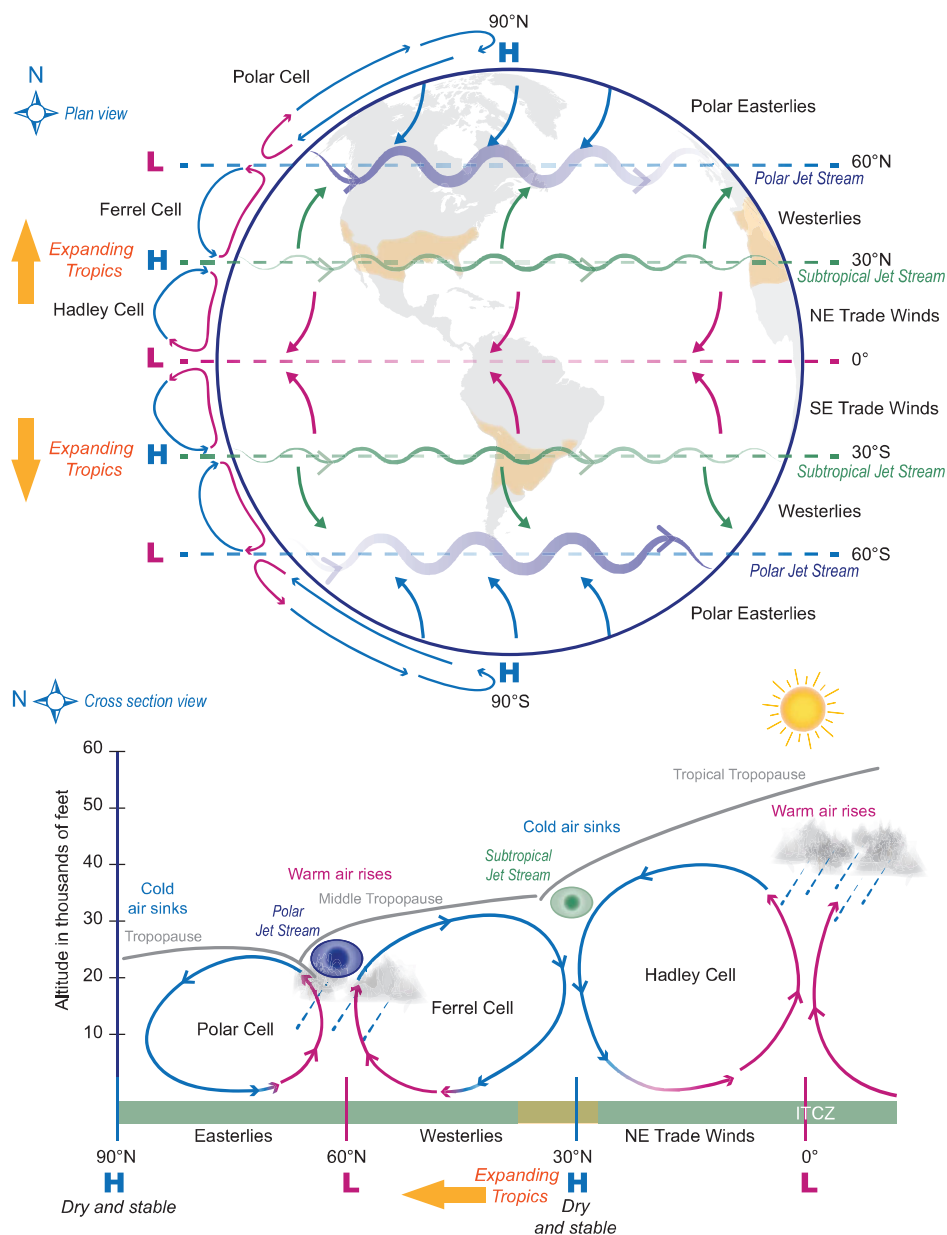 90°N
H
Polar Cell
N
Plan view
Polar Easterlies
L
60°N
Polar Jet Stream
Ferrel Cell
Westerlies
Expanding
Tropics
H
30°N
Subtropical Jet Stream
Hadley Cell
NE Trade Winds
L
0°
SE Trade Winds
Expanding
Tropics
H
30°S
Subtropical Jet Stream
Westerlies
L
60°S
Polar Jet Stream
Polar Easterlies
H
90°S
N
Cross section view
60
50
40
30
20
10
Altitude in thousands of feet
Tropical Tropopause
Warm air rises
Cold air sinks
Subtropical
Jet Stream
Warm air rises
Middle Tropopause
Cold
air sinks
Polar
Jet Stream
Tropopause
Polar Cell
Ferrel Cell
Hadley Cell
ITCZ
Easterlies
Westerlies
NE Trade Winds
90°N
60°N
30°N
0°
H
L
Expanding
Tropics
H
L
Dry and stable
Dry
and stable